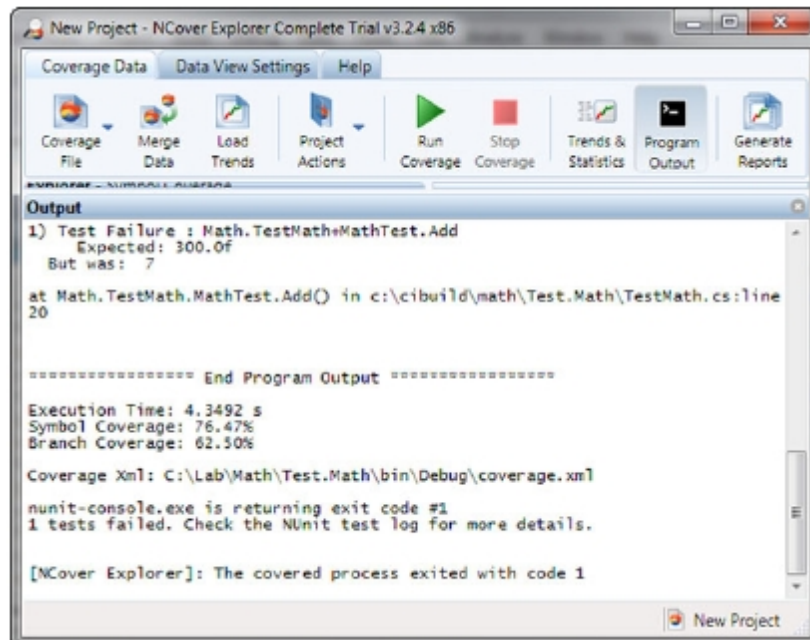 New Project - NCover Explorer Complete Trial v3.2.4 x86
Coverage Data Data View Settings Help
Coverage File
Merge Data
Load Trends
Project Actions
Run Coverage
Stop Coverage
Trends & Statistics
Program Output
Generate Reports
Explorer - Symbol Coverage
Output
1) Test Failure : Math.TestMath+MathTest.Add
Expected: 300.0f
But was: 7
at Math.TestMath.MathTest.Add() in c:\cibuild\math\Test.Math\TestMath.cs:line
20
================= End Program Output =================
Execution Time: 4.3492 s
Symbol Coverage: 76.47%
Branch Coverage: 62.50%
Coverage Xml: C:\Lab\Math\Test.Math\bin\Debug\coverage.xml
nunit-console.exe is returning exit code #1
1 tests failed. Check the NUnit test log for more details.
[NCover Explorer]: The covered process exited with code 1
New Project